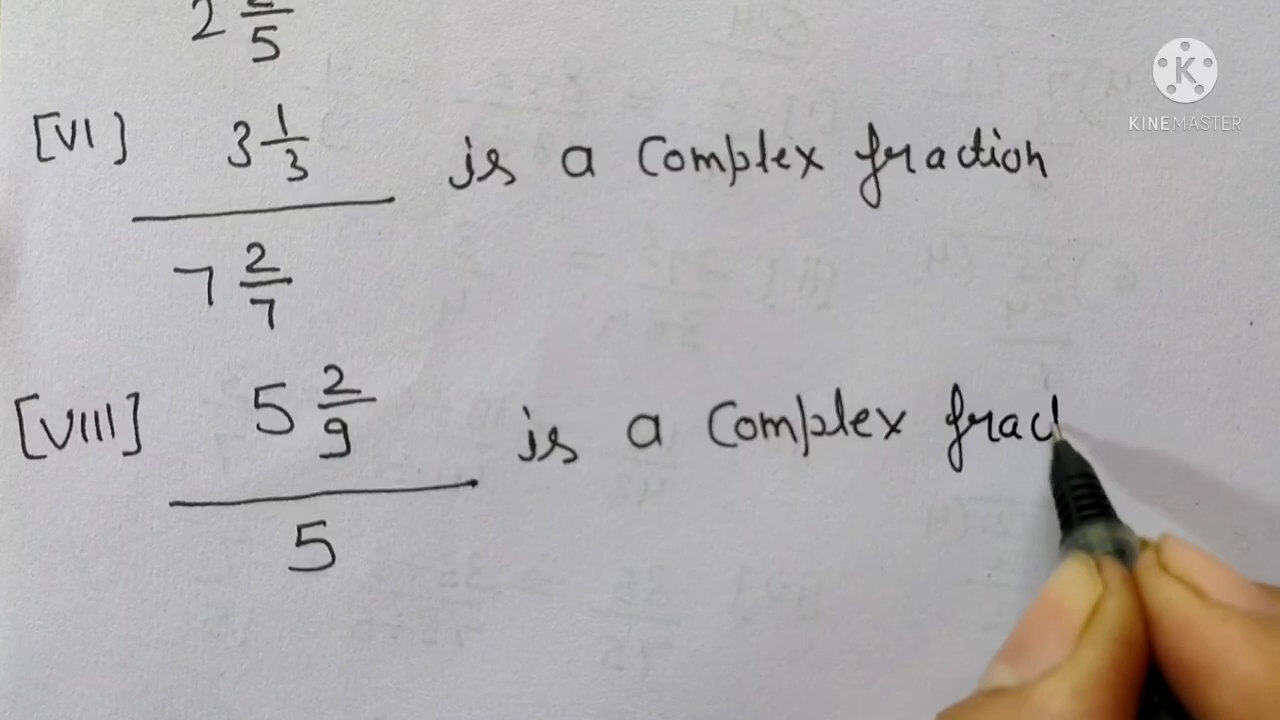 2 2/5
[VI] 3 1/3 is a Complex fraction
7 2/7
[VIII] 5 2/9 is a Complex frac
5
KINEMASTER